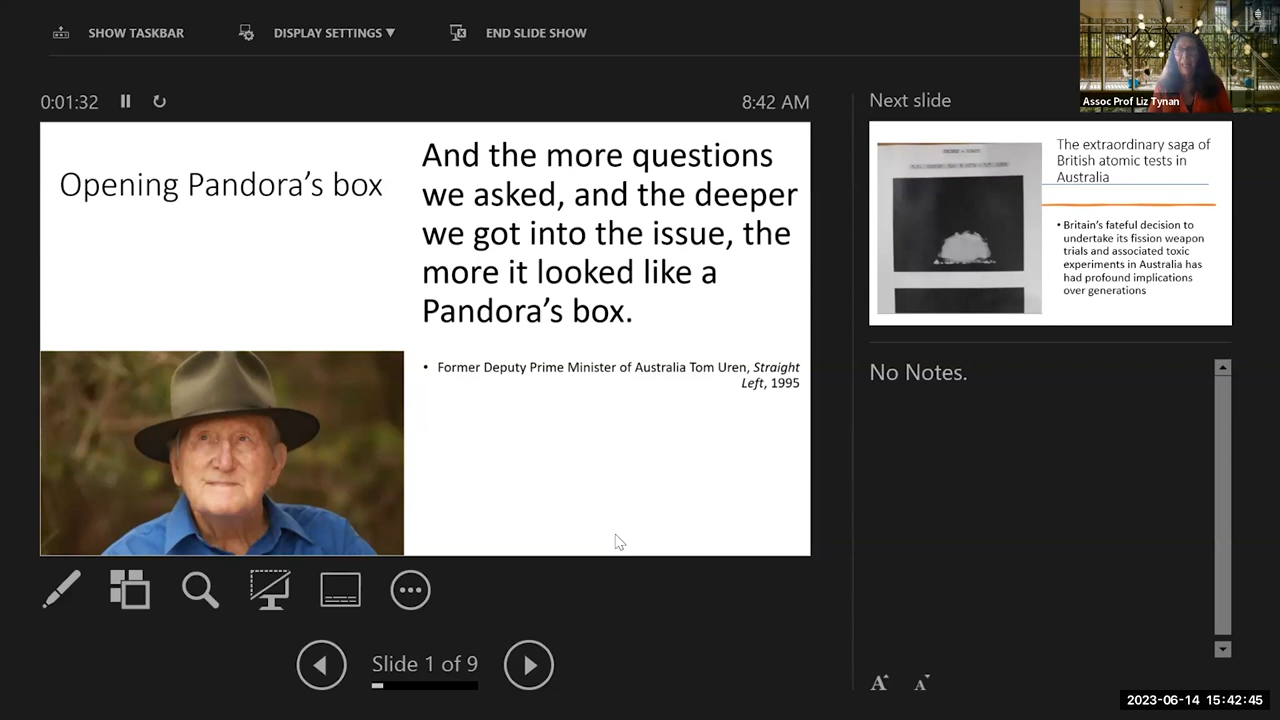 SHOW TASKBAR
DISPLAY SETTINGS ▼
END SLIDE SHOW
Assoc Prof Liz Tynan
0:01:32
8:42 AM
Next slide
Opening Pandora's box
And the more questions
we asked, and the deeper
we got into the issue, the
more it looked like a
Pandora's box.
• Former Deputy Prime Minister of Australia Tom Uren, Straight
Left, 1995
The extraordinary saga of
British atomic tests in
Australia
• Britain's fateful decision to
undertake its fission weapon
trials and associated toxic
experiments in Australia has
had profound implications
over generations
No Notes.
Slide 1 of 9
A A
2023-06-14 15:42:45